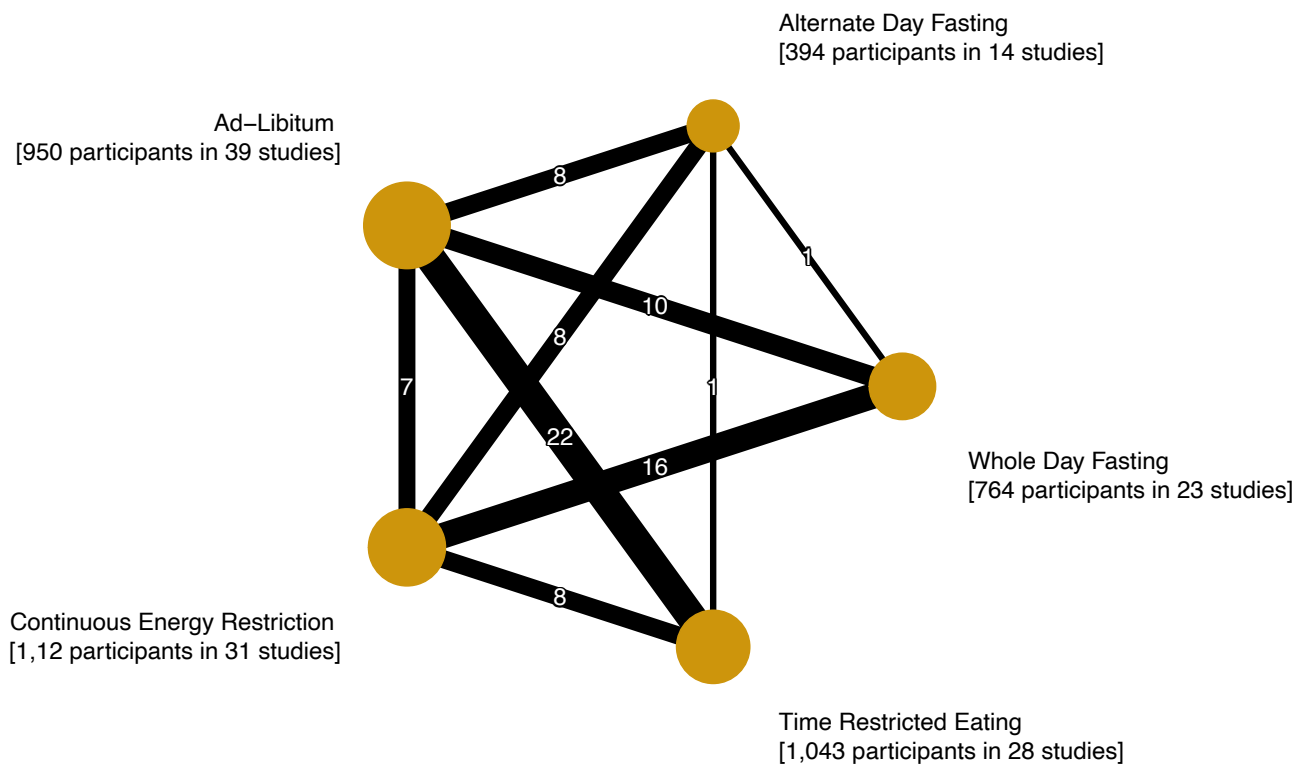 Alternate Day Fasting
[394 participants in 14 studies]
Ad–Libitum
[950 participants in 39 studies]
8
1
10
8
7
1
22
16
Whole Day Fasting
[764 participants in 23 studies]
8
Continuous Energy Restriction
[1,12 participants in 31 studies]
Time Restricted Eating
[1,043 participants in 28 studies]